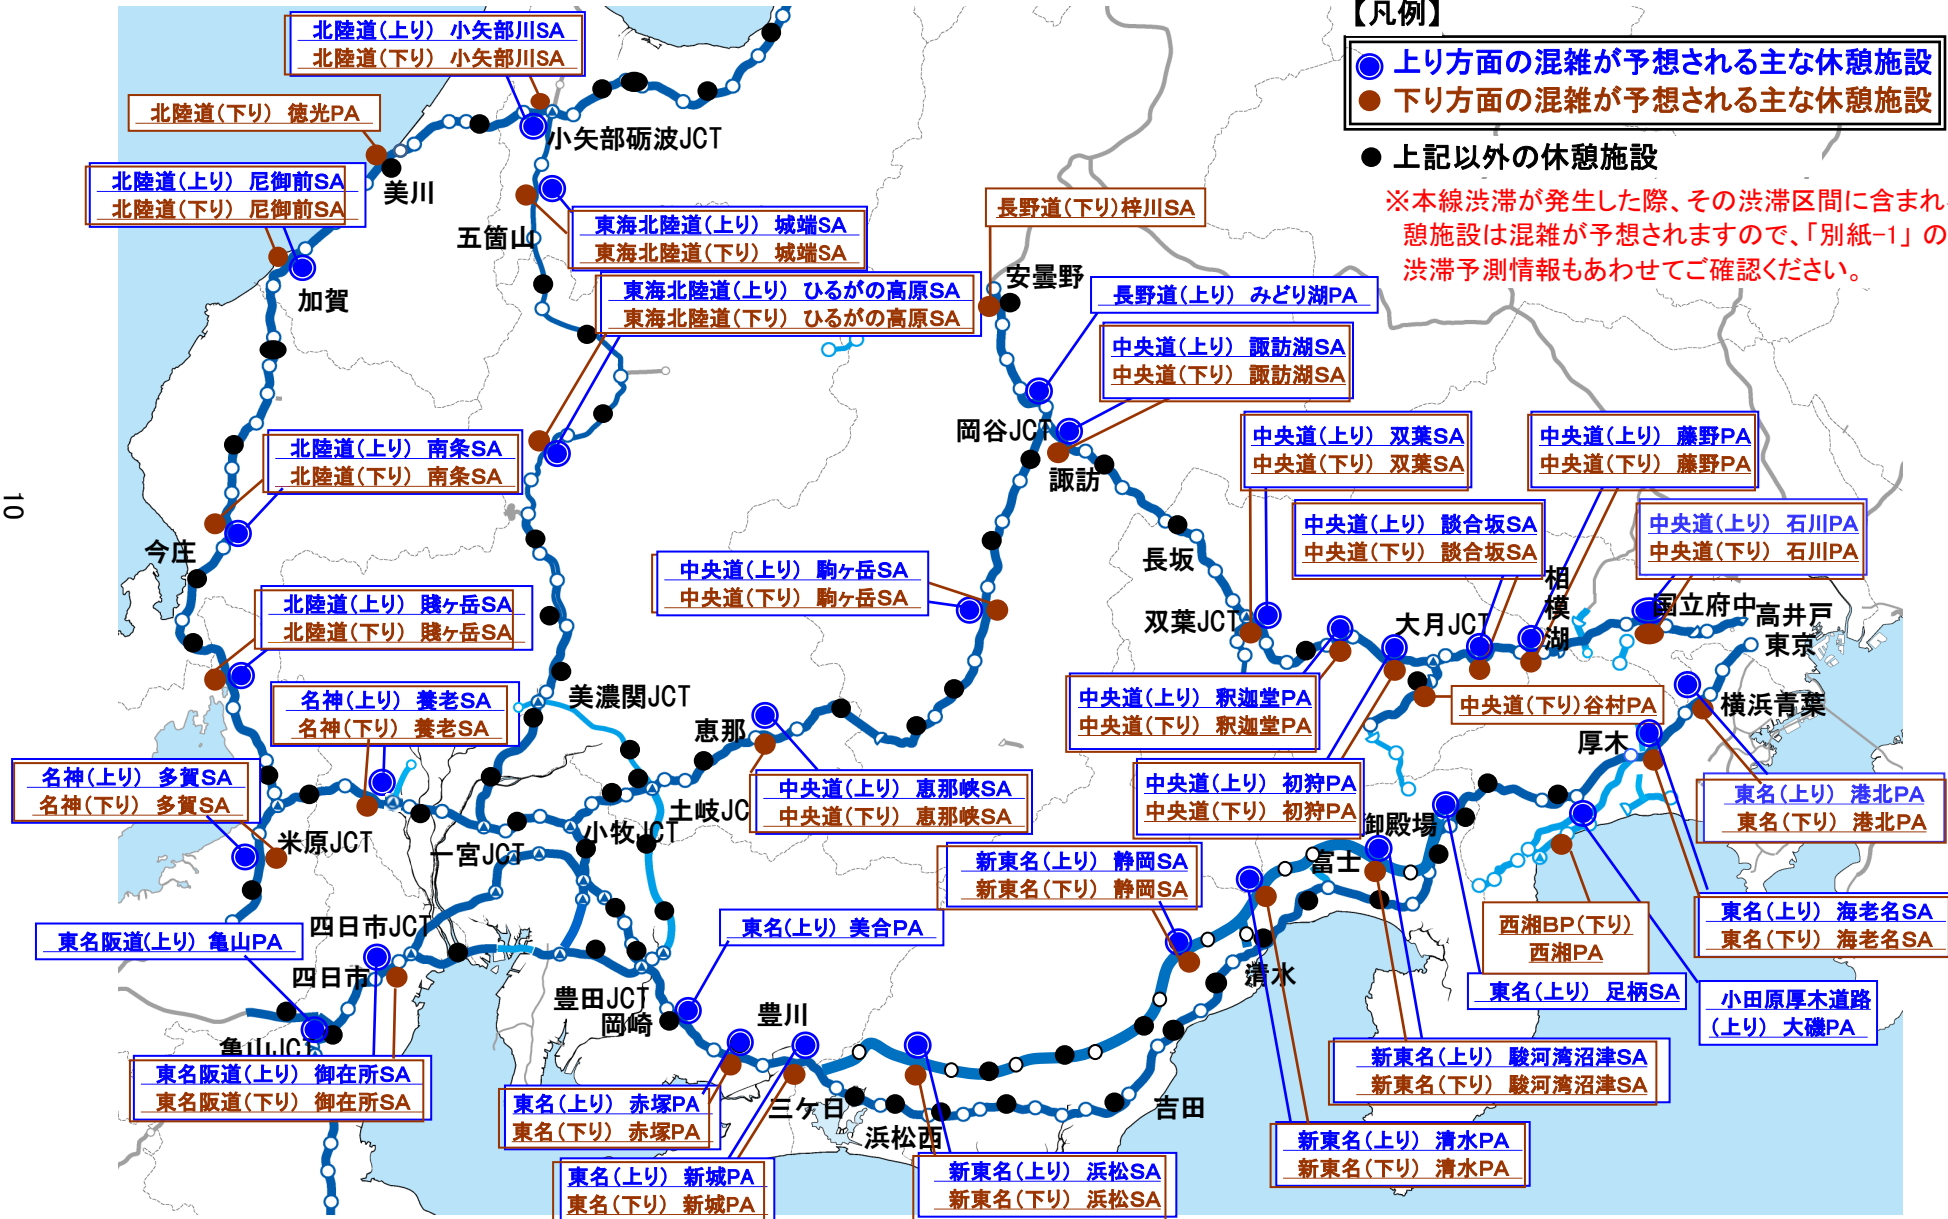 【凡例】
上り方面の混雑が予想される主な休憩施設
下り方面の混雑が予想される主な休憩施設
上記以外の休憩施設
※本線渋滞が発生した際、その渋滞区間に含まれ
憩施設は混雑が予想されますので、「別紙-1」の
渋滞予測情報もあわせてご確認ください。
北陸道(上り) 小矢部川SA
北陸道(下り) 小矢部川SA
北陸道(下り) 徳光PA
小矢部砺波JCT
北陸道(上り) 尼御前SA
北陸道(下り) 尼御前SA
美川
五箇山
東海北陸道(上り) 城端SA
東海北陸道(下り) 城端SA
長野道(下り)梓川SA
加賀
東海北陸道(上り) ひるがの高原SA
東海北陸道(下り) ひるがの高原SA
安曇野
長野道(上り) みどり湖PA
中央道(上り) 諏訪湖SA
中央道(下り) 諏訪湖SA
岡谷JCT
諏訪
北陸道(上り) 南条SA
北陸道(下り) 南条SA
中央道(上り) 双葉SA
中央道(下り) 双葉SA
中央道(上り) 藤野PA
中央道(下り) 藤野PA
10
今庄
長坂
中央道(上り) 談合坂SA
中央道(下り) 談合坂SA
中央道(上り) 石川PA
中央道(下り) 石川PA
中央道(上り) 駒ヶ岳SA
中央道(下り) 駒ヶ岳SA
相模湖
北陸道(上り) 賤ヶ岳SA
北陸道(下り) 賤ヶ岳SA
双葉JCT
大月JCT
国立府中
高井戸
東京
名神(上り) 養老SA
名神(下り) 養老SA
美濃関JCT
恵那
中央道(上り) 釈迦堂PA
中央道(下り) 釈迦堂PA
中央道(下り)谷村PA
横浜青葉
厚木
名神(上り) 多賀SA
名神(下り) 多賀SA
土岐JC
中央道(上り) 恵那峡SA
中央道(下り) 恵那峡SA
中央道(上り) 初狩PA
中央道(下り) 初狩PA
東名(上り) 港北PA
東名(下り) 港北PA
米原JCT
一宮JCT
小牧JCT
御殿場
富士
新東名(上り) 静岡SA
新東名(下り) 静岡SA
四日市JCT
東名阪道(上り) 亀山PA
東名(上り) 美合PA
西湘BP(下り)
西湘PA
東名(上り) 海老名SA
東名(下り) 海老名SA
四日市
豊田JCT
岡崎
豊川
清水
東名(上り) 足柄SA
小田原厚木道路
(上り) 大磯PA
亀山JCT
東名阪道(上り) 御在所SA
東名阪道(下り) 御在所SA
新東名(上り) 駿河湾沼津SA
新東名(下り) 駿河湾沼津SA
東名(上り) 赤塚PA
東名(下り) 赤塚PA
三ケ日
浜松西
吉田
新東名(上り) 清水PA
新東名(下り) 清水PA
東名(上り) 新城PA
東名(下り) 新城PA
新東名(上り) 浜松SA
新東名(下り) 浜松SA